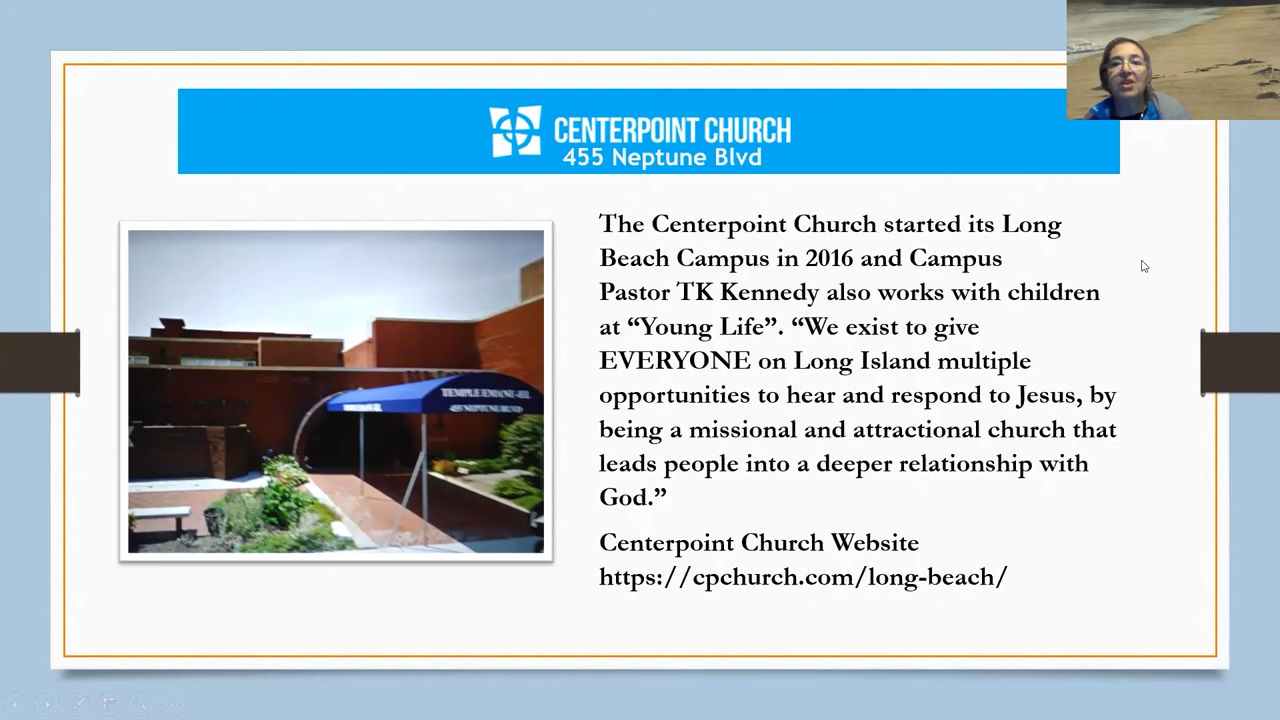 CENTERPOINT CHURCH
455 Neptune Blvd
The Centerpoint Church started its Long
Beach Campus in 2016 and Campus
Pastor TK Kennedy also works with children
at “Young Life”. “We exist to give
EVERYONE on Long Island multiple
opportunities to hear and respond to Jesus, by
being a missional and attractional church that
leads people into a deeper relationship with
God.”
Centerpoint Church Website
https://cpchurch.com/long-beach/
TEMPLE EMANU-EL
455 NEPTUNE BLVD